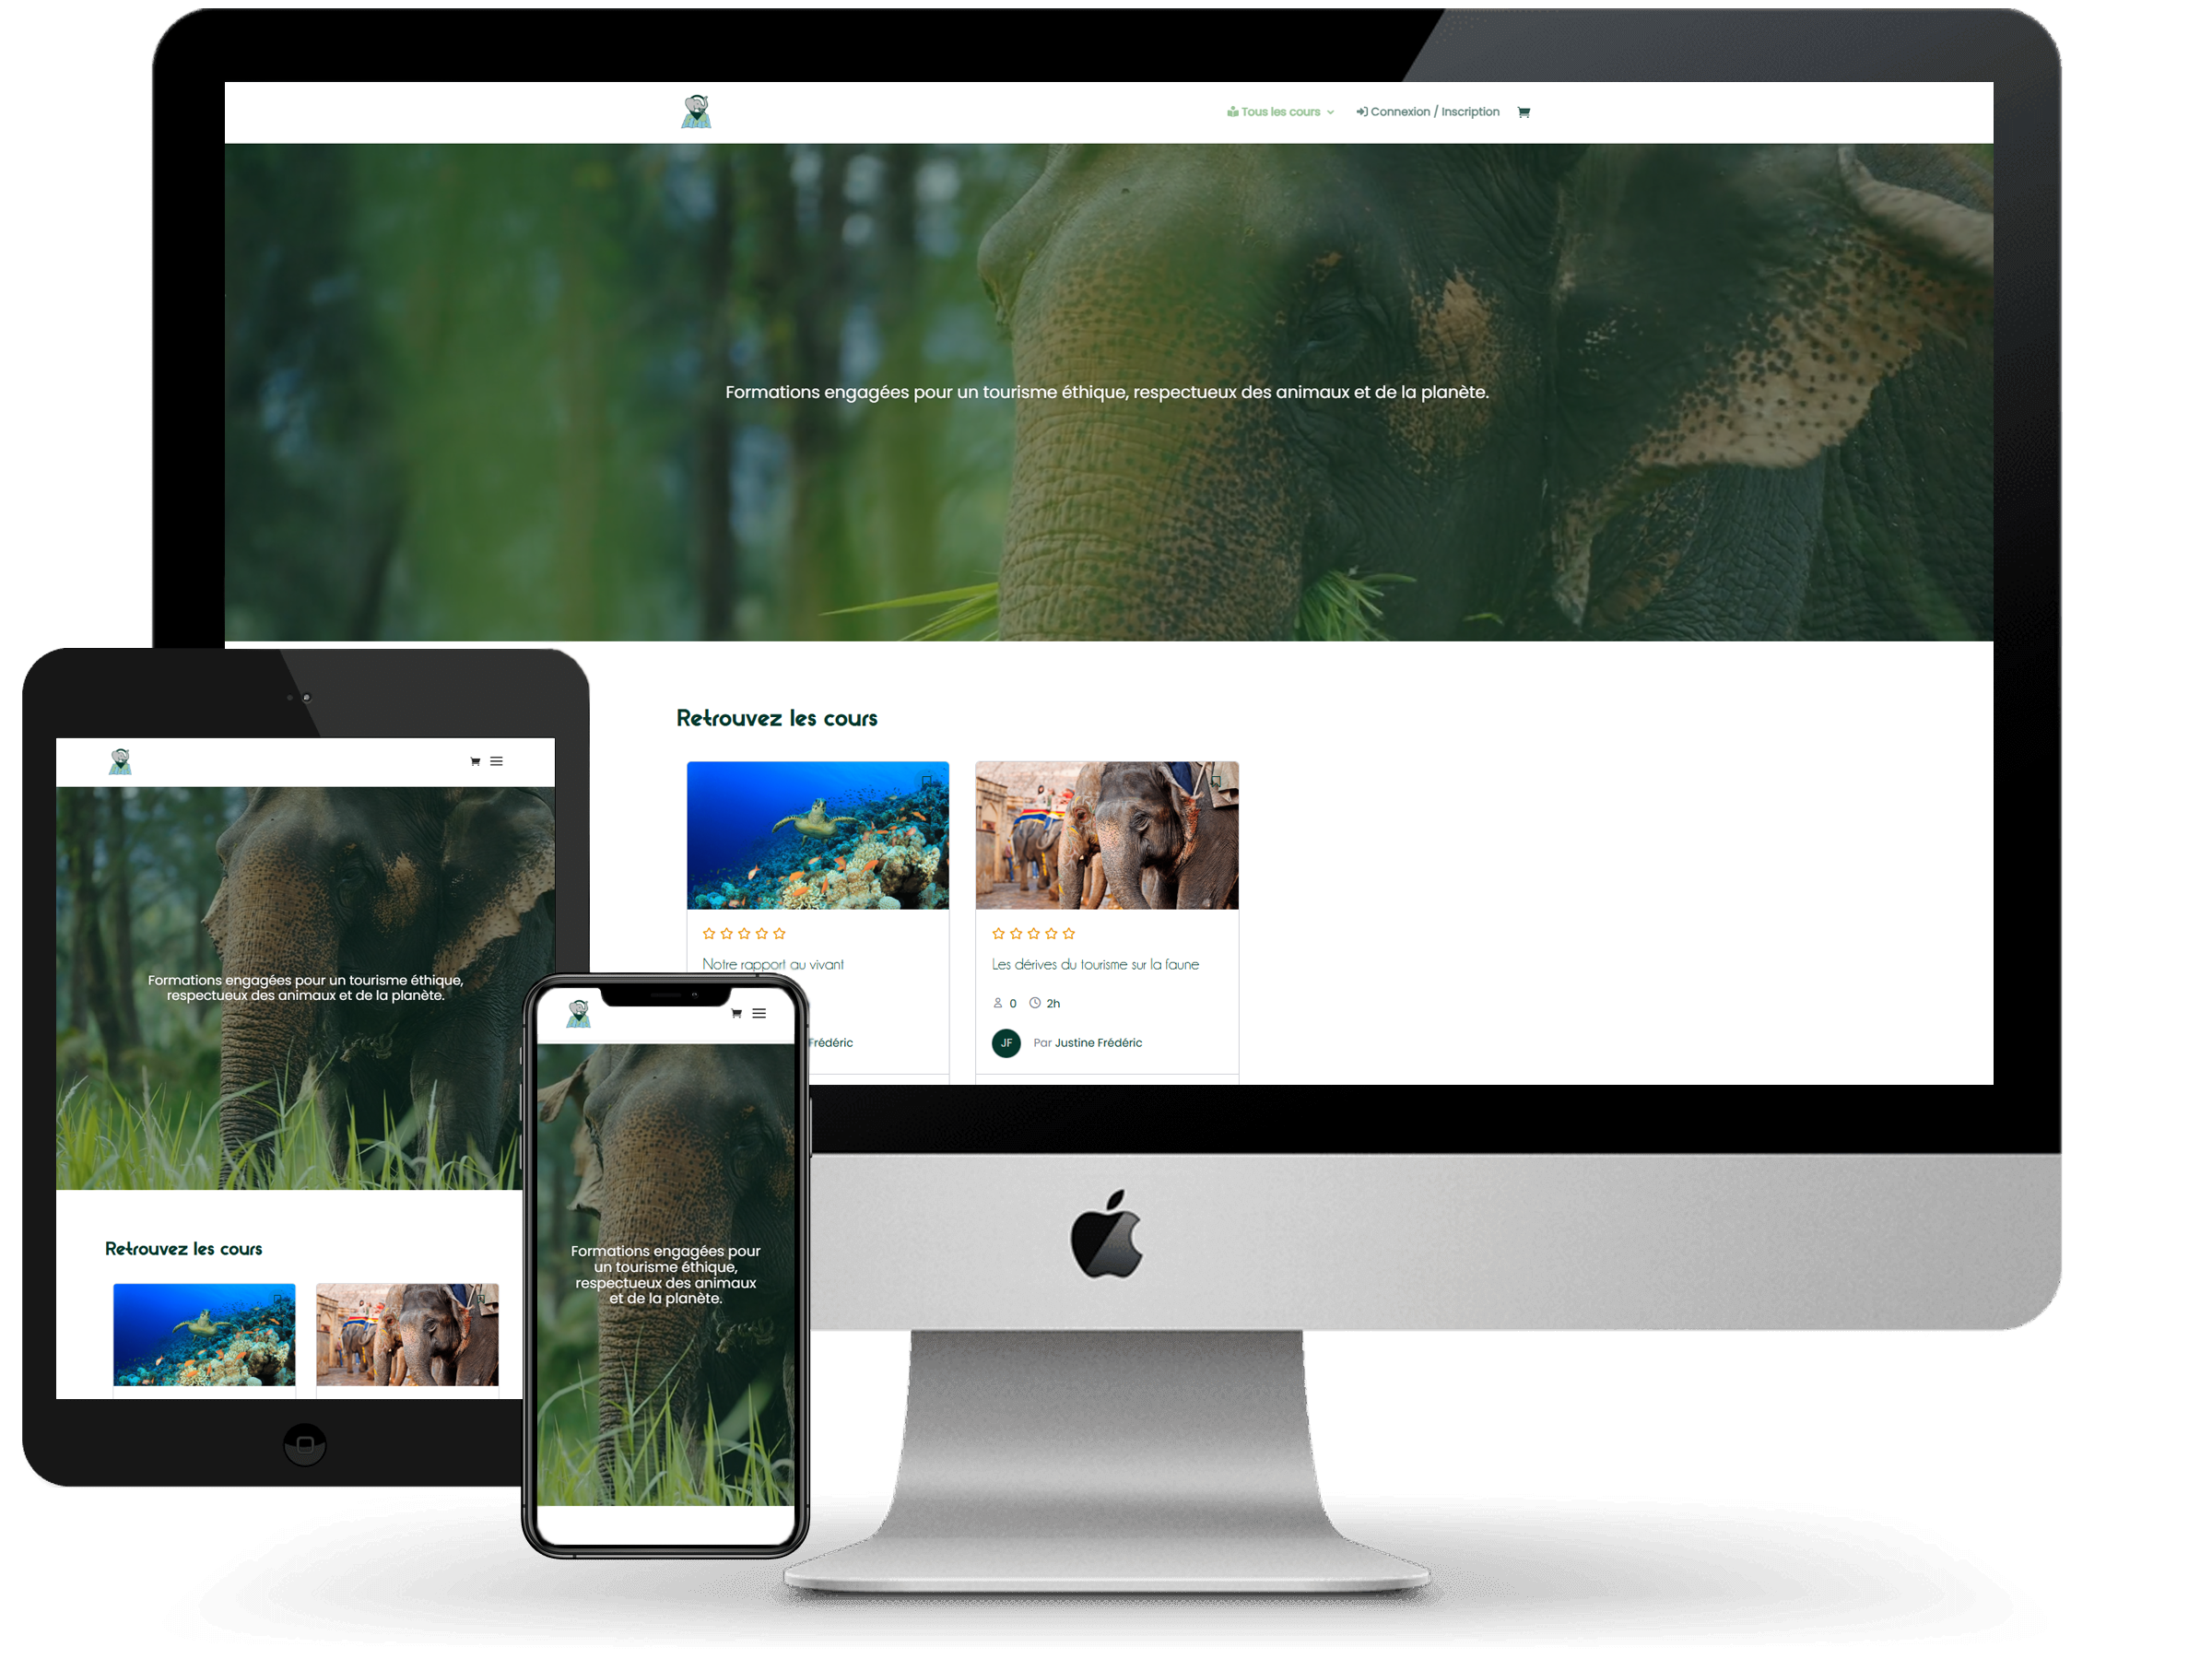 Tous les cours
Connexion / Inscription
Formations engagées pour un tourisme éthique, respectueux des animaux et de la planète.
Retrouvez les cours
Notre rapport au vivant
Frédéric
Les dérives du tourisme sur la faune
0 2h
JF Par Justine Frédéric
Formations engagées pour un tourisme éthique,
respectueux des animaux et de la planète.
Retrouvez les cours
Formations engagées pour
un tourisme éthique,
respectueux des animaux
et de la planète.